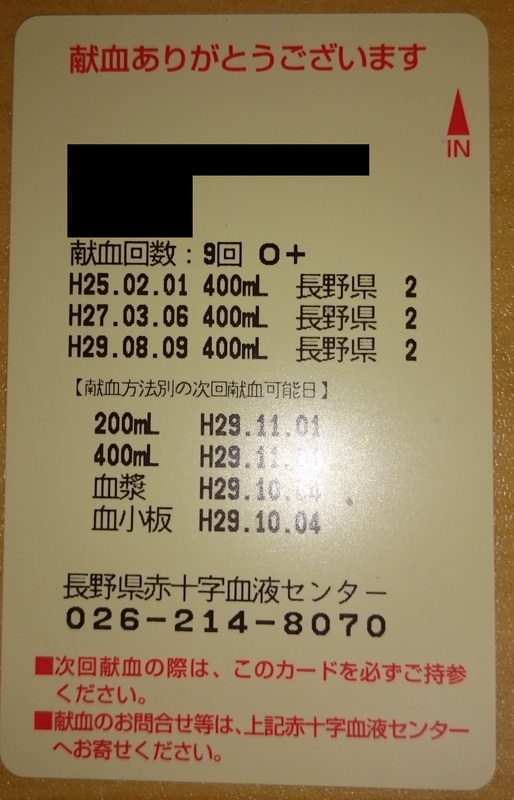 献血ありがとうございます
IN
献血回数：9回 O＋
H25.02.01 400mL 長野県 2
H27.03.06 400mL 長野県 2
H29.08.09 400mL 長野県 2
【献血方法別の次回献血可能日】
200mL H29.11.01
400mL H29.11.01
血漿 H29.10.04
血小板 H29.10.04
長野県赤十字血液センター
026-214-8070
■次回献血の際は、このカードを必ずご持参
ください。
■献血のお問合せ等は、上記赤十字血液センター
へお寄せください。